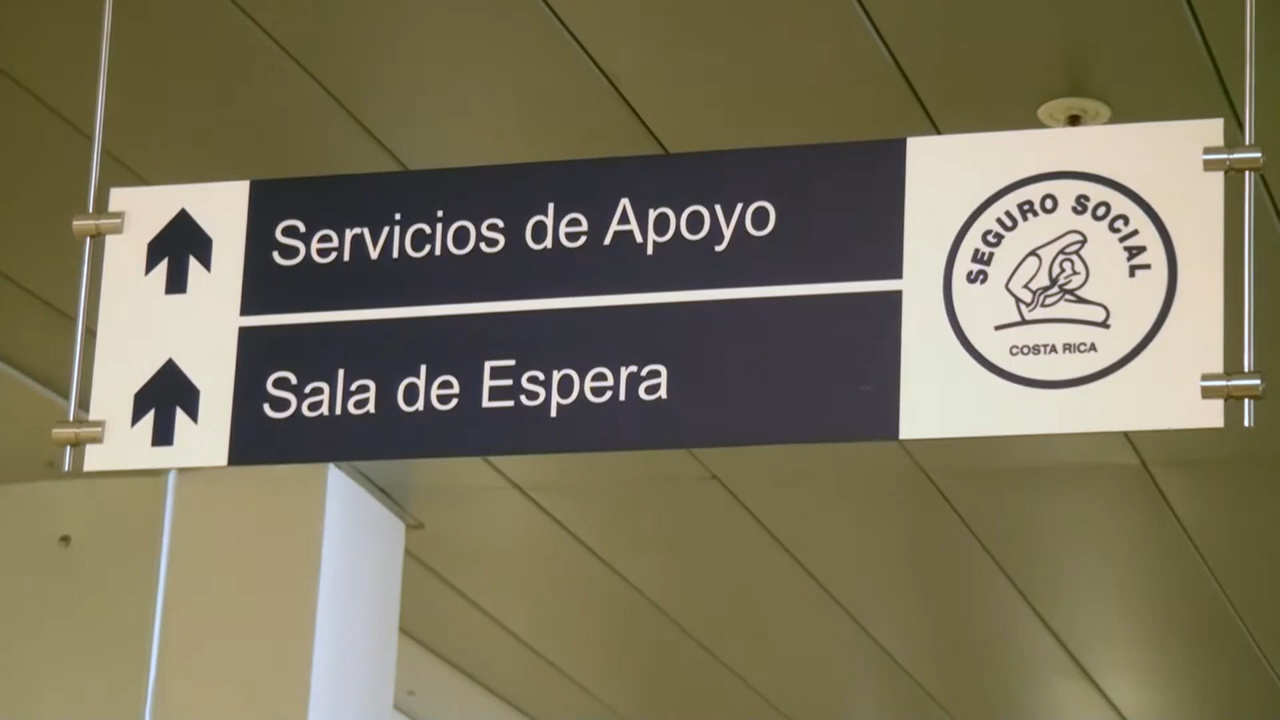 Servicios de Apoyo
Sala de Espera
SEGURO SOCIAL
COSTA RICA